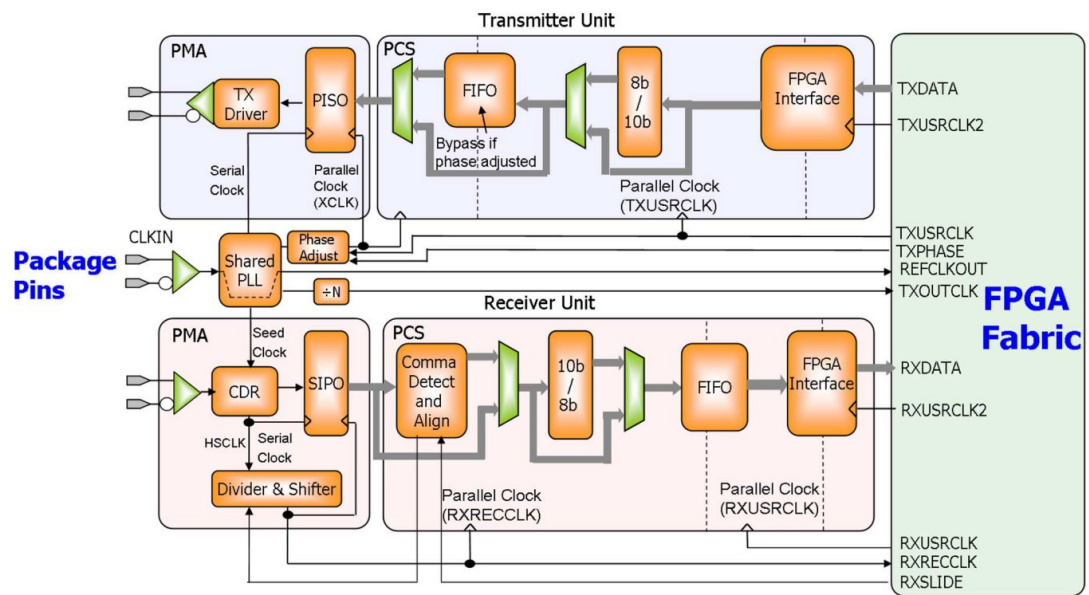 Transmitter Unit
PMA
TX
Driver
PISO
Serial
Clock
Parallel
Clock
(XCLK)
PCS
FIFO
Bypass if
phase adjusted
8b
/
10b
FPGA
Interface
Parallel Clock
(TXUSRCLK)
TXDATA
TXUSRCLK2
CLKIN
Package
Pins
Shared
PLL
Phase
Adjust
÷N
TXUSRCLK
TXPHASE
REFCLKOUT
TXOUTCLK
FPGA
Fabric
Receiver Unit
PMA
Seed
Clock
CDR
SIPO
HSCLK
Serial
Clock
Divider & Shifter
PCS
Comma
Detect
and
Align
10b
/
8b
FIFO
FPGA
Interface
Parallel Clock
(RXRECCLK)
Parallel Clock
(RXUSRCLK)
RXDATA
RXUSRCLK2
RXUSRCLK
RXRECCLK
RXSLIDE